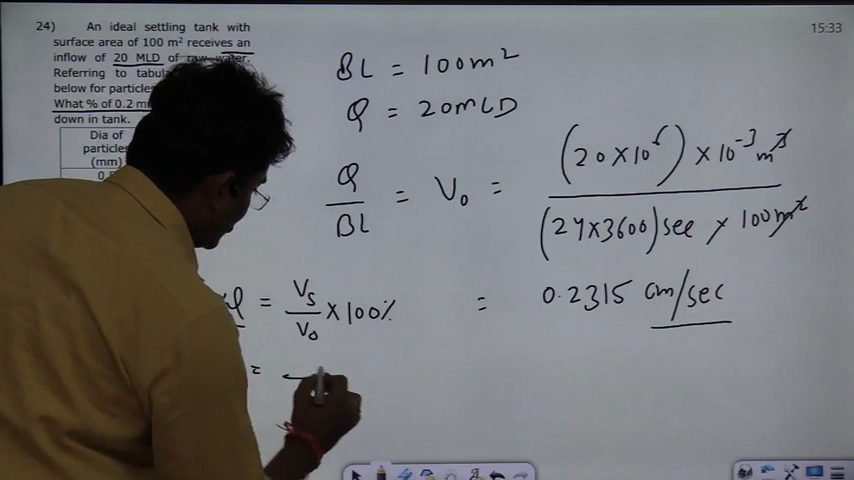 24) An ideal settling tank with
surface area of 100 m² receives an
inflow of 20 MLD of raw water.
Referring to
below for particles
What % of 0.2
down in tank.
Dia of
particles
(mm)
15:33
BL = 100m²
Q = 20MLD
Q/BL = V₀ = (20×10⁶) × 10⁻³ m³ / (24×3600) sec × 100m²
= Vs/V₀ × 100% = 0.2315 cm/sec
=